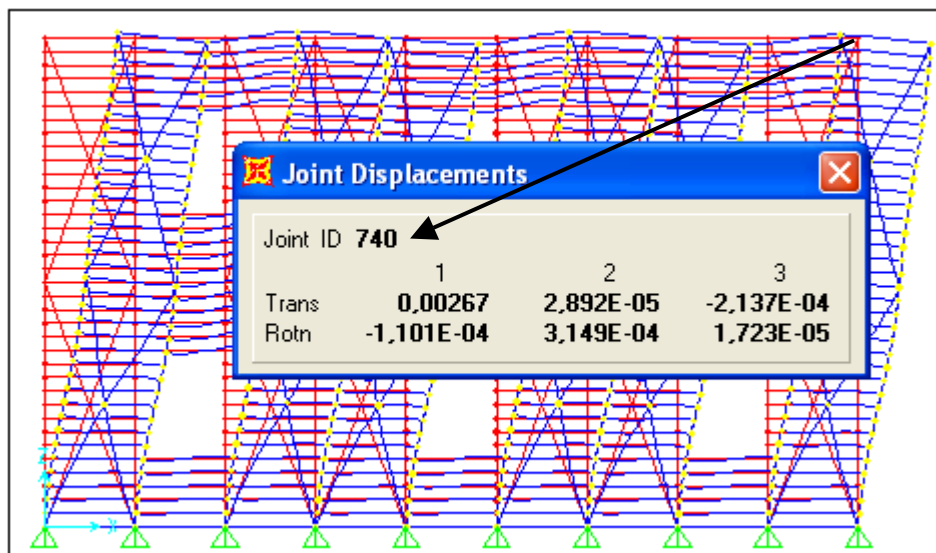 Joint Displacements
Joint ID 740
1 2 3
Trans 0,00267 2,892E-05 -2,137E-04
Rotn -1,101E-04 3,149E-04 1,723E-05
Z
X